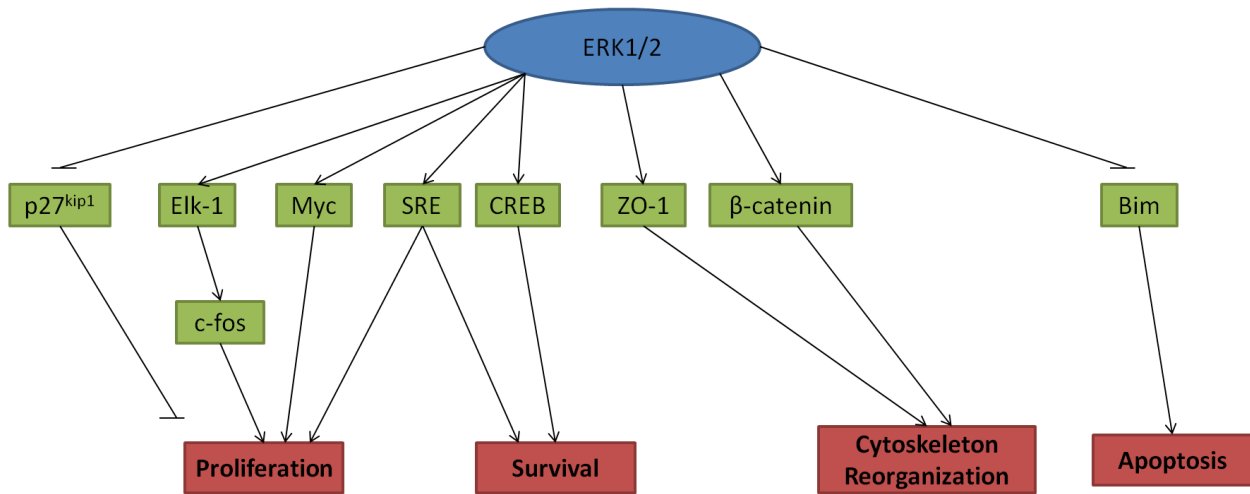 ERK1/2
p27kip1
Elk-1
Myc
SRE
CREB
ZO-1
β-catenin
Bim
c-fos
Proliferation
Survival
Cytoskeleton
Reorganization
Apoptosis